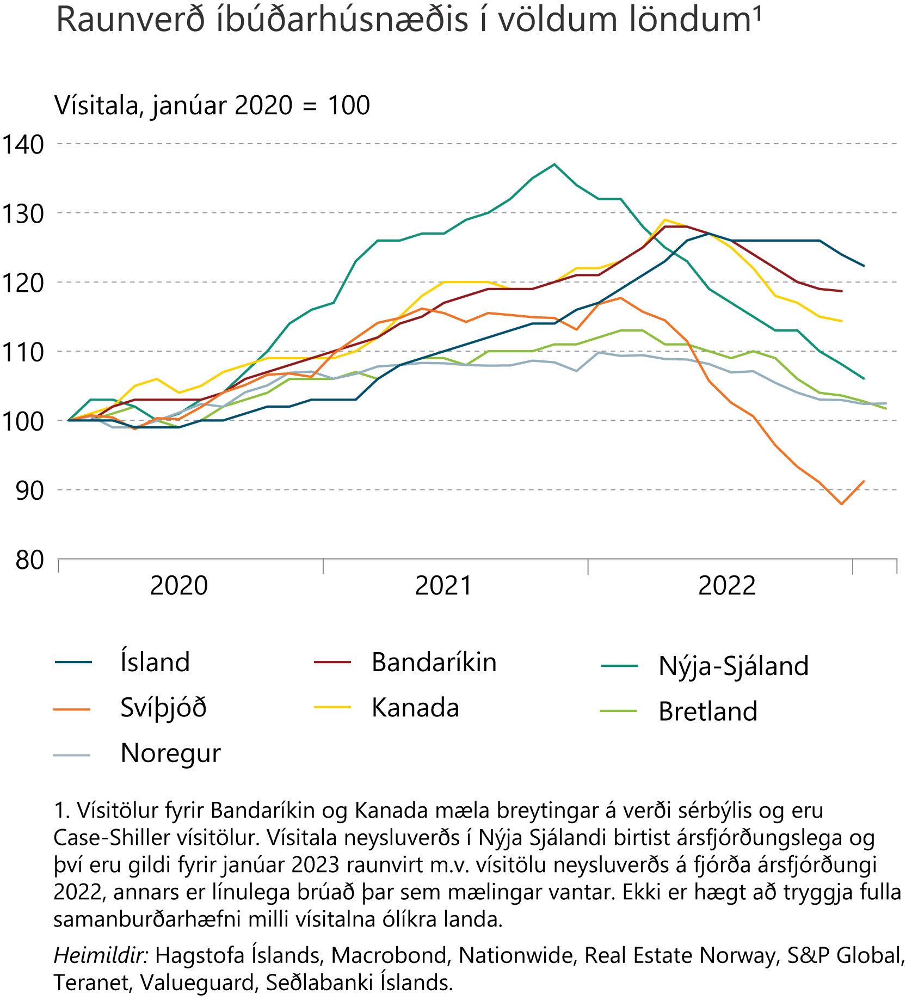 Raunverð íbúðarhúsnæðis í völdum löndum¹
Vísitala, janúar 2020 = 100
140
130
120
110
100
90
80
2020 2021 2022
Ísland Bandaríkin Nýja-Sjáland
Svíþjóð Kanada Bretland
Noregur
1. Vísitölur fyrir Bandaríkin og Kanada mæla breytingar á verði sérbýlis og eru
Case-Shiller vísitölur. Vísitala neysluverðs í Nýja Sjálandi birtist ársfjórðungslega og
því eru gildi fyrir janúar 2023 raunvirt m.v. vísitölu neysluverðs á fjórða ársfjórðungi
2022, annars er línulega brúað þar sem mælingar vantar. Ekki er hægt að tryggja fulla
samanburðarhæfni milli vísitalna ólíkra landa.
Heimildir: Hagstofa Íslands, Macrobond, Nationwide, Real Estate Norway, S&P Global,
Teranet, Valueguard, Seðlabanki Íslands.